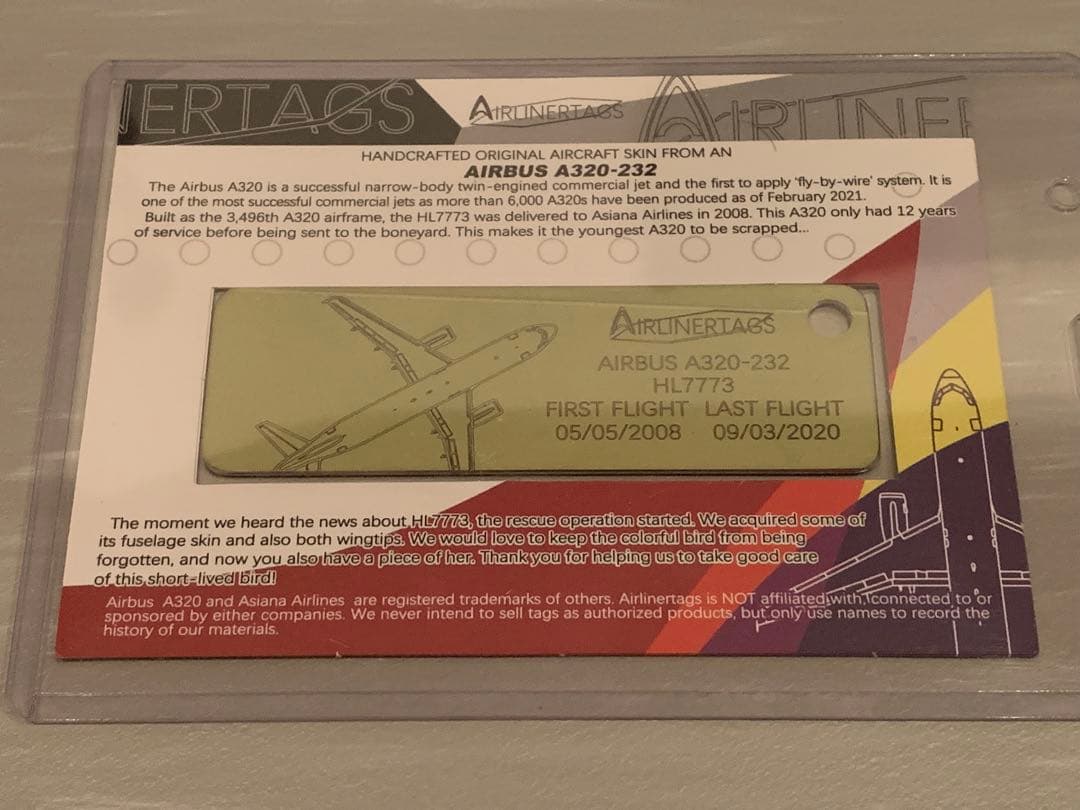 ERTAGS AIRLINERTAGS AIRLINE
HANDCRAFTED ORIGINAL AIRCRAFT SKIN FROM AN
AIRBUS A320-232
The Airbus A320 is a successful narrow-body twin-engined commercial jet and the first to apply 'fly-by-wire' system. It is
one of the most successful commercial jets as more than 6,000 A320s have been produced as of February 2021.
Built as the 3,496th A320 airframe, the HL7773 was delivered to Asiana Airlines in 2008. This A320 only had 12 years
of service before being sent to the boneyard. This makes it the youngest A320 to be scrapped...
AIRLINERTAGS
AIRBUS A320-232
HL7773
FIRST FLIGHT LAST FLIGHT
05/05/2008 09/03/2020
The moment we heard the news about HL7773, the rescue operation started. We acquired some of
its fuselage skin and also both wingtips. We would love to keep the colorful bird from being
forgotten, and now you also have a piece of her. Thank you for helping us to take good care
of this short-lived bird!
Airbus A320 and Asiana Airlines are registered trademarks of others. Airlinertags is NOT affiliated with, connected to or
sponsored by either companies. We never intend to sell tags as authorized products, but only use names to record the
history of our materials.